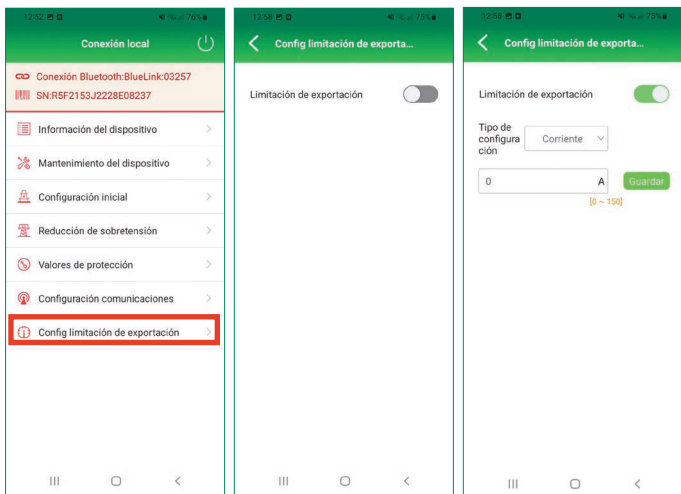 12:52
76%
Conexión local
Conexión Bluetooth:BlueLink:03257
SN:R5F2153J2228E08237
Información del dispositivo
Mantenimiento del dispositivo
Configuración inicial
Reducción de sobretensión
Valores de protección
Configuración comunicaciones
Config limitación de exportación
12:58
75%
Config limitación de exporta...
Limitación de exportación
12:58
75%
Config limitación de exporta...
Limitación de exportación
Tipo de
configura
ción
Corriente
0
A
Guardar
[0 ~ 150]